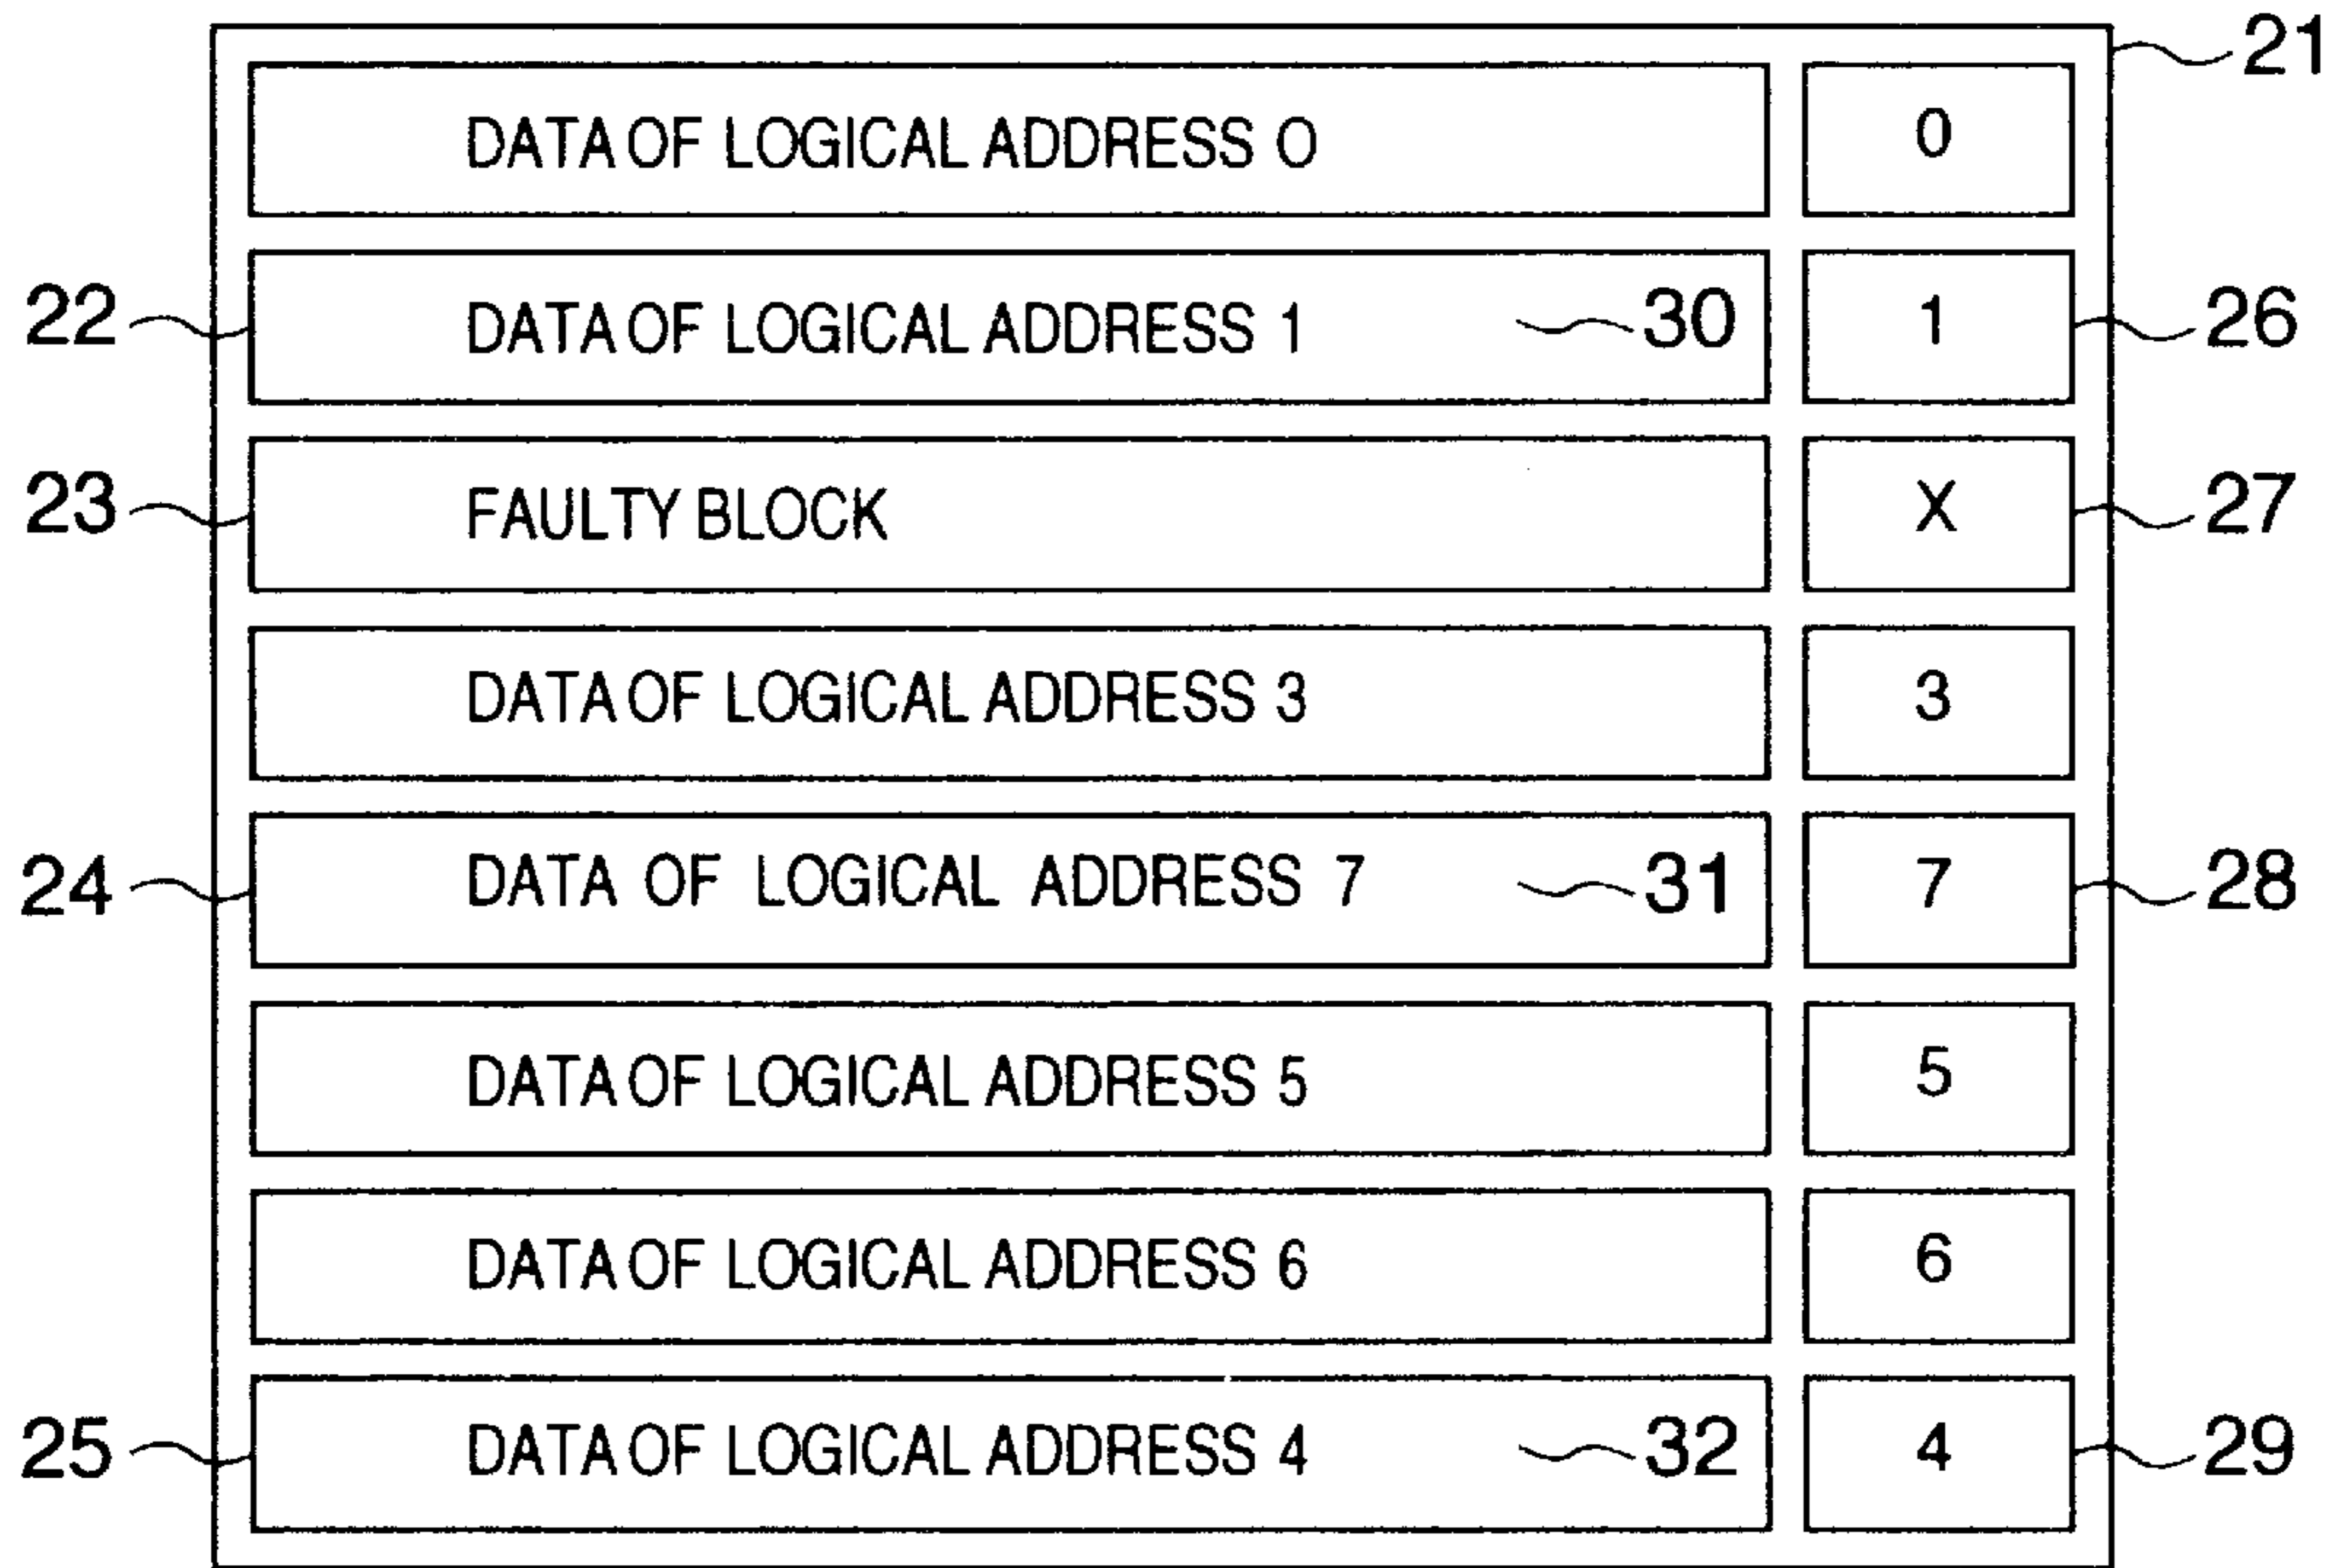 21
DATA OF LOGICAL ADDRESS 0 0
22 DATA OF LOGICAL ADDRESS 1 30 1 26
23 FAULTY BLOCK X 27
DATA OF LOGICAL ADDRESS 3 3
24 DATA OF LOGICAL ADDRESS 7 31 7 28
DATA OF LOGICAL ADDRESS 5 5
DATA OF LOGICAL ADDRESS 6 6
25 DATA OF LOGICAL ADDRESS 4 32 4 29